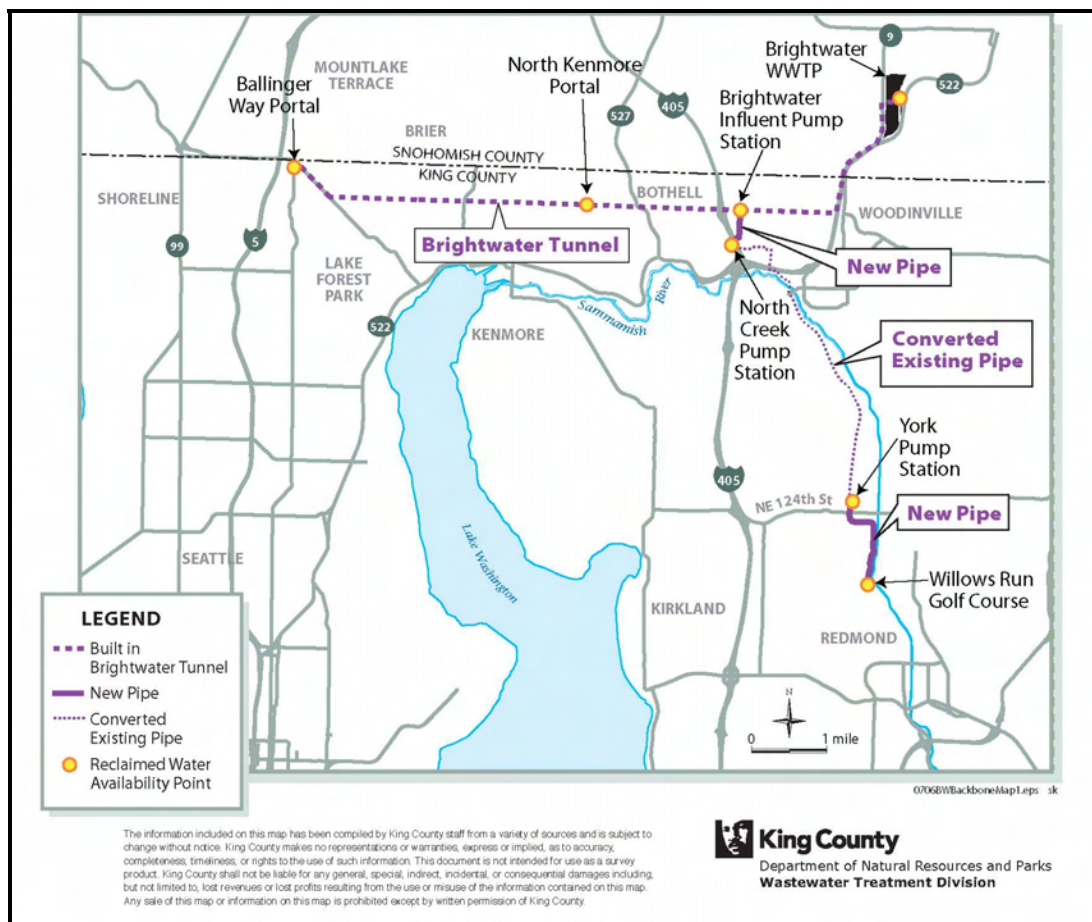 9
Brightwater
WWTP
522
MOUNTLAKE
TERRACE
North Kenmore
Portal
Ballinger
Way Portal
405
527
Brightwater
Influent Pump
Station
BRIER
SNOHOMISH COUNTY
KING COUNTY
SHORELINE
BOTHELL
WOODINVILLE
99
5
Brightwater Tunnel
New Pipe
LAKE
FOREST
PARK
522
KENMORE
Sammamish
River
North
Creek
Pump
Station
Converted
Existing Pipe
York
Pump
Station
405
NE 124th St
New Pipe
SEATTLE
Lake Washington
Willows Run
Golf Course
KIRKLAND
REDMOND
LEGEND
Built in
Brightwater Tunnel
New Pipe
Converted
Existing Pipe
Reclaimed Water
Availability Point
N
0 1 mile
0706BWBackboneMap1.eps sk
The information included on this map has been compiled by King County staff from a variety of sources and is subject to
change without notice. King County makes no representations or warranties, express or implied, as to accuracy,
completeness, timeliness, or rights to the use of such information. This document is not intended for use as a survey
product. King County shall not be liable for any general, special, indirect, incidental, or consequential damages including,
but not limited to, lost revenues or lost profits resulting from the use or misuse of the information contained on this map.
Any sale of this map or information on this map is prohibited except by written permission of King County.
King County
Department of Natural Resources and Parks
Wastewater Treatment Division